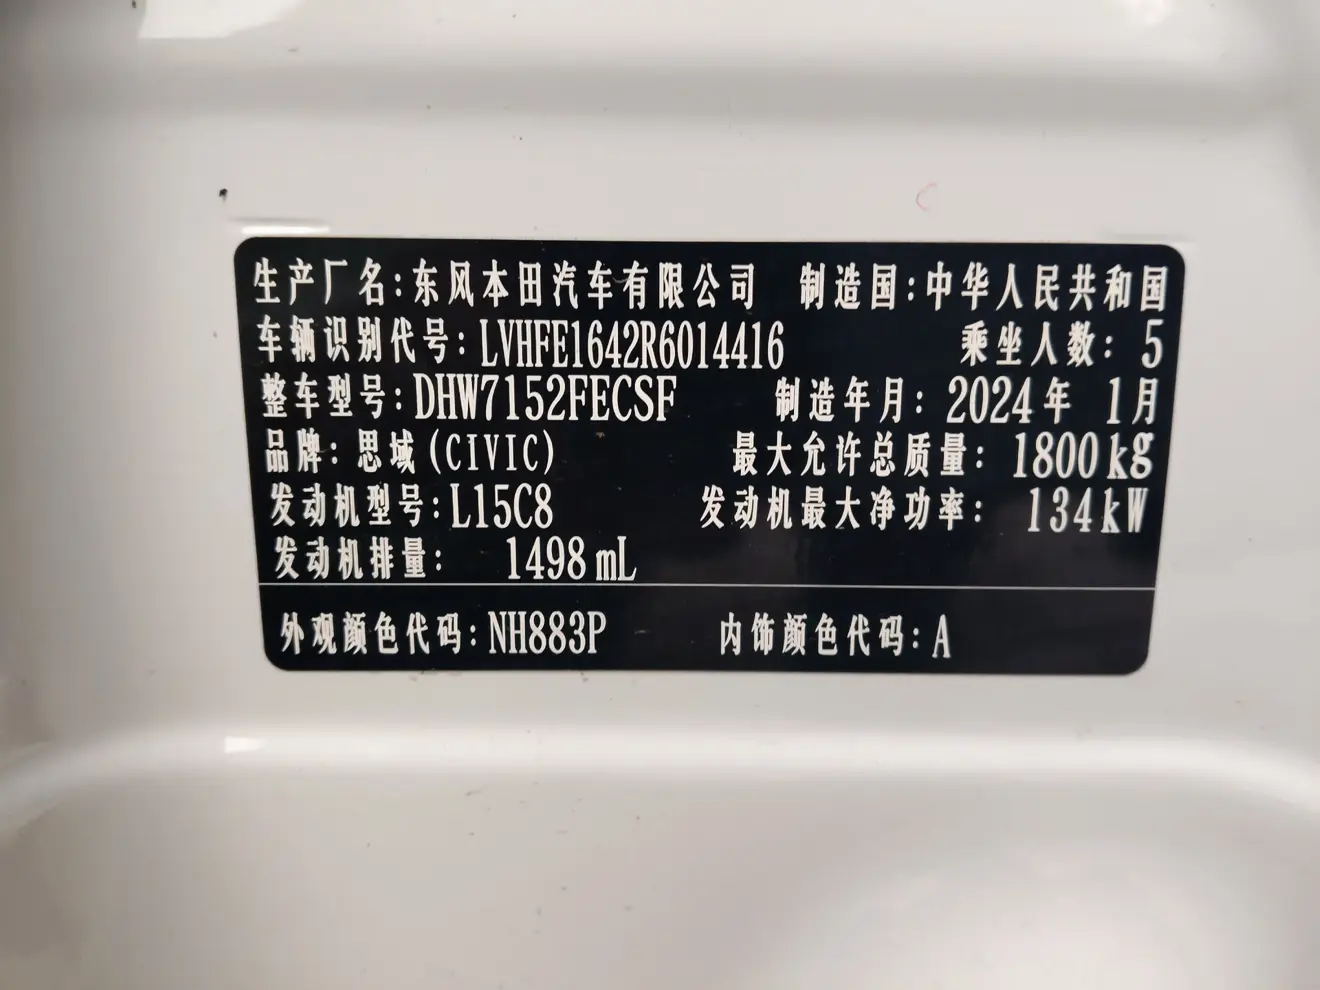 生产厂名:东风本田汽车有限公司 制造国:中华人民共和国
车辆识别代号:LVHFE1642R6014416 乘坐人数:5
整车型号:DHW7152FECSF 制造年月:2024年 1月
品牌:思域(CIVIC) 最大允许总质量:1800kg
发动机型号:L15C8 发动机最大净功率:134kW
发动机排量:1498mL
外观颜色代码:NH883P 内饰颜色代码:A